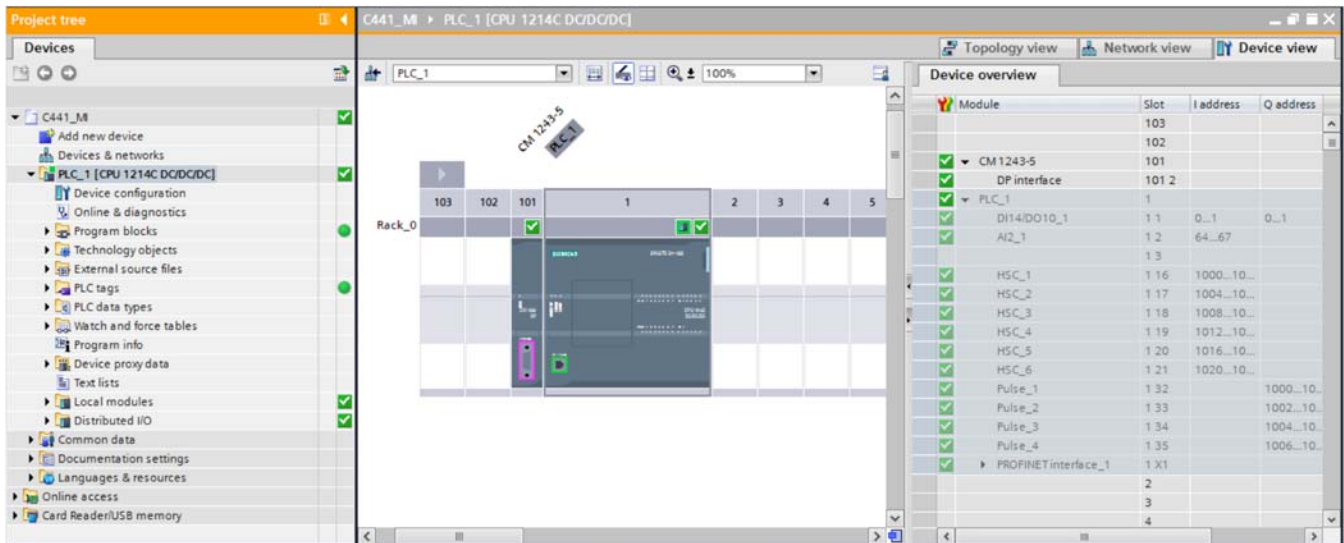 Project tree
Devices
C441_MI
Add new device
Devices & networks
PLC_1 [CPU 1214C DC/DC/DC]
Device configuration
Online & diagnostics
Program blocks
Technology objects
External source files
PLC tags
PLC data types
Watch and force tables
Program info
Device proxy data
Text lists
Local modules
Distributed I/O
Common data
Documentation settings
Languages & resources
Online access
Card Reader/USB memory
C441_MI PLC_1 [CPU 1214C DC/DC/DC]
Topology view Network view Device view
PLC_1 100%
CM 1243-5
PLC_1
103 102 101 1 2 3 4 5
Rack_0
SIEMENS
Device overview
Module Slot I address Q address
103
102
CM 1243-5 101
DP interface 101 2
PLC_1 1
DI14/DO10_1 1 1 0...1 0...1
AI2_1 1 2 64...67
1 3
HSC_1 1 16 1000...10...
HSC_2 1 17 1004...10...
HSC_3 1 18 1008...10...
HSC_4 1 19 1012...10...
HSC_5 1 20 1016...10...
HSC_6 1 21 1020...10...
Pulse_1 1 32 1000...10...
Pulse_2 1 33 1002...10...
Pulse_3 1 34 1004...10...
Pulse_4 1 35 1006...10...
PROFINET interface_1 1 X1
2
3
4